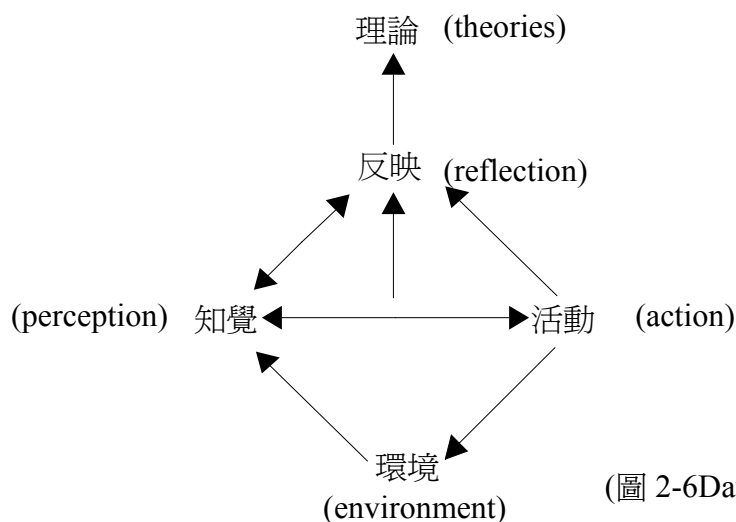 理論 (theories)
反映 (reflection)
(perception) 知覺 活動 (action)
環境
(environment)
(圖 2-6Da